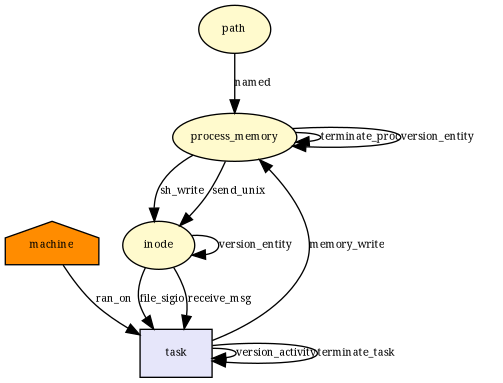 path
named
process_memory
terminate_proc
version_entity
sh_write
send_unix
machine
inode
version_entity
memory_write
ran_on
file_sigio
receive_msg
task
version_activity
terminate_task